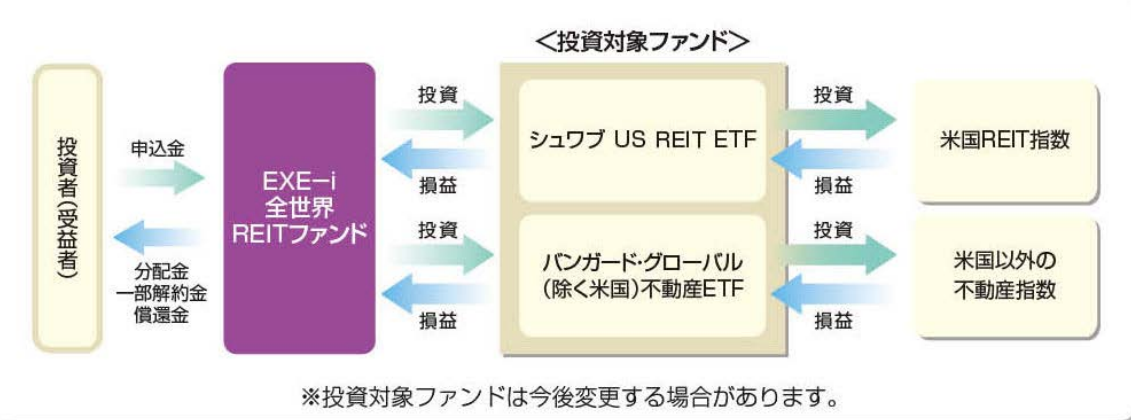 <投資対象ファンド>
投資者(受益者)
申込金
分配金
一部解約金
償還金
EXE-i
全世界
REITファンド
投資
損益
投資
損益
シュワブ US REIT ETF
バンガード・グローバル
(除く米国)不動産ETF
投資
損益
投資
損益
米国REIT指数
米国以外の
不動産指数
※投資対象ファンドは今後変更する場合があります。